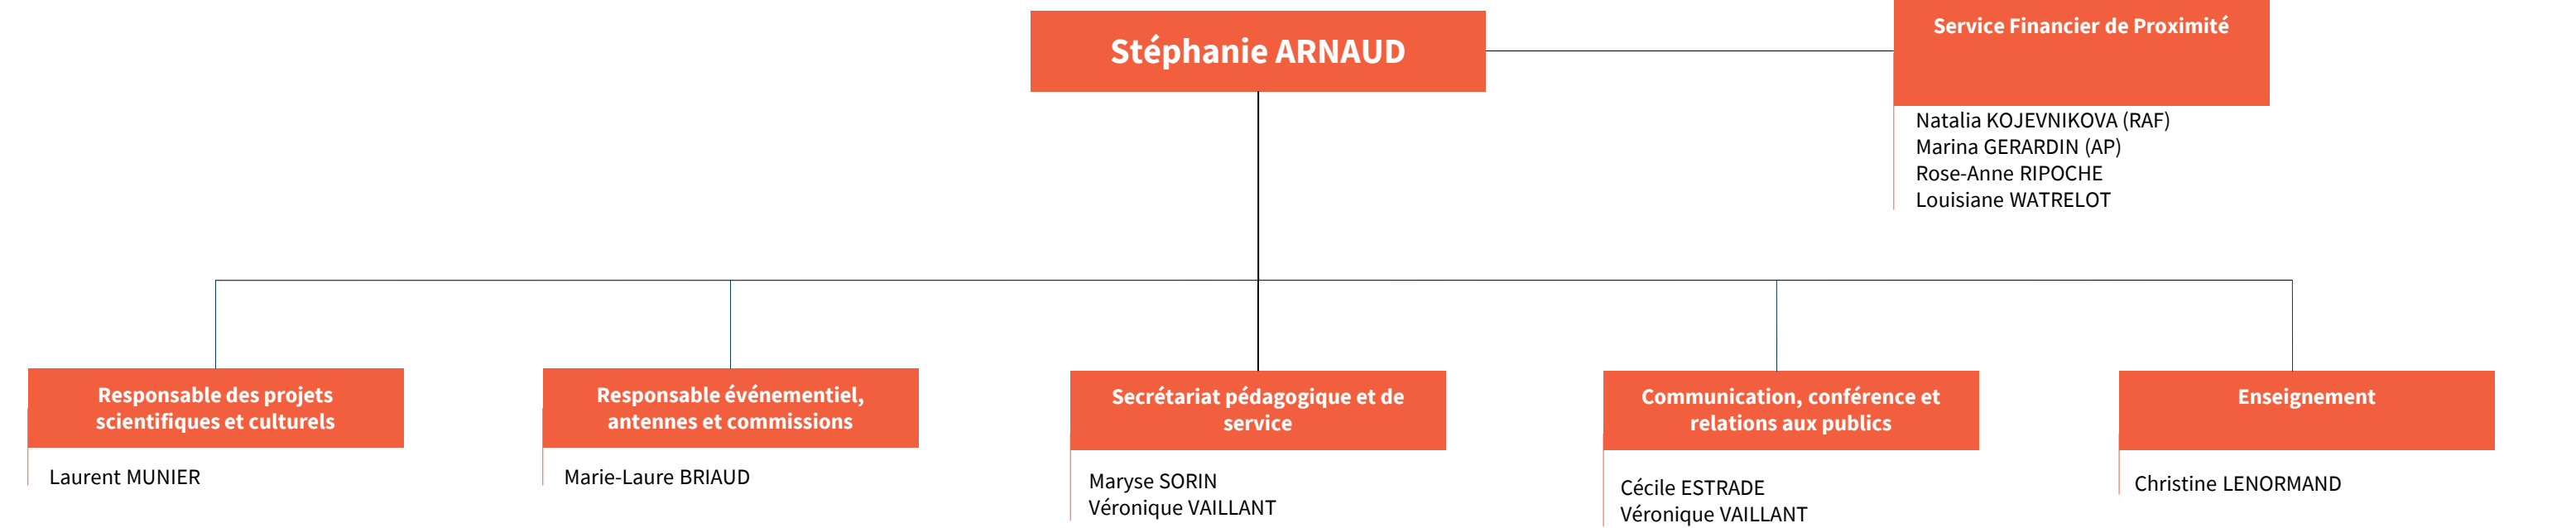 Stéphanie ARNAUD
Service Financier de Proximité
Natalia KOJEVNIKOVA (RAF)
Marina GERARDIN (AP)
Rose-Anne RIPOCHE
Louisiane WATRELOT
Responsable des projets
scientifiques et culturels
Laurent MUNIER
Responsable événementiel,
antennes et commissions
Marie-Laure BRIAUD
Secrétariat pédagogique et de
service
Maryse SORIN
Véronique VAILLANT
Communication, conférence et
relations aux publics
Cécile ESTRADE
Véronique VAILLANT
Enseignement
Christine LENORMAND